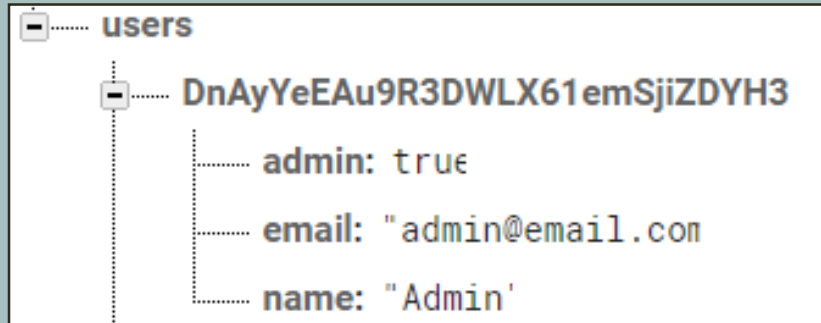 users
DnAyYeEAu9R3DWLX61emSjiZDYH3
admin: true
email: "admin@email.com
name: "Admin'